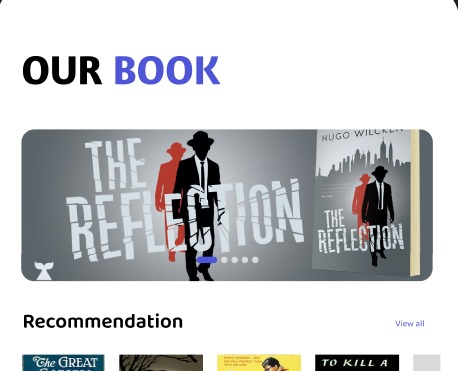 OUR BOOK
HUGO WILCKEN
THE
REFLECTION
THE
REFLECTION
Recommendation
View all
The GREAT
TO KILL A